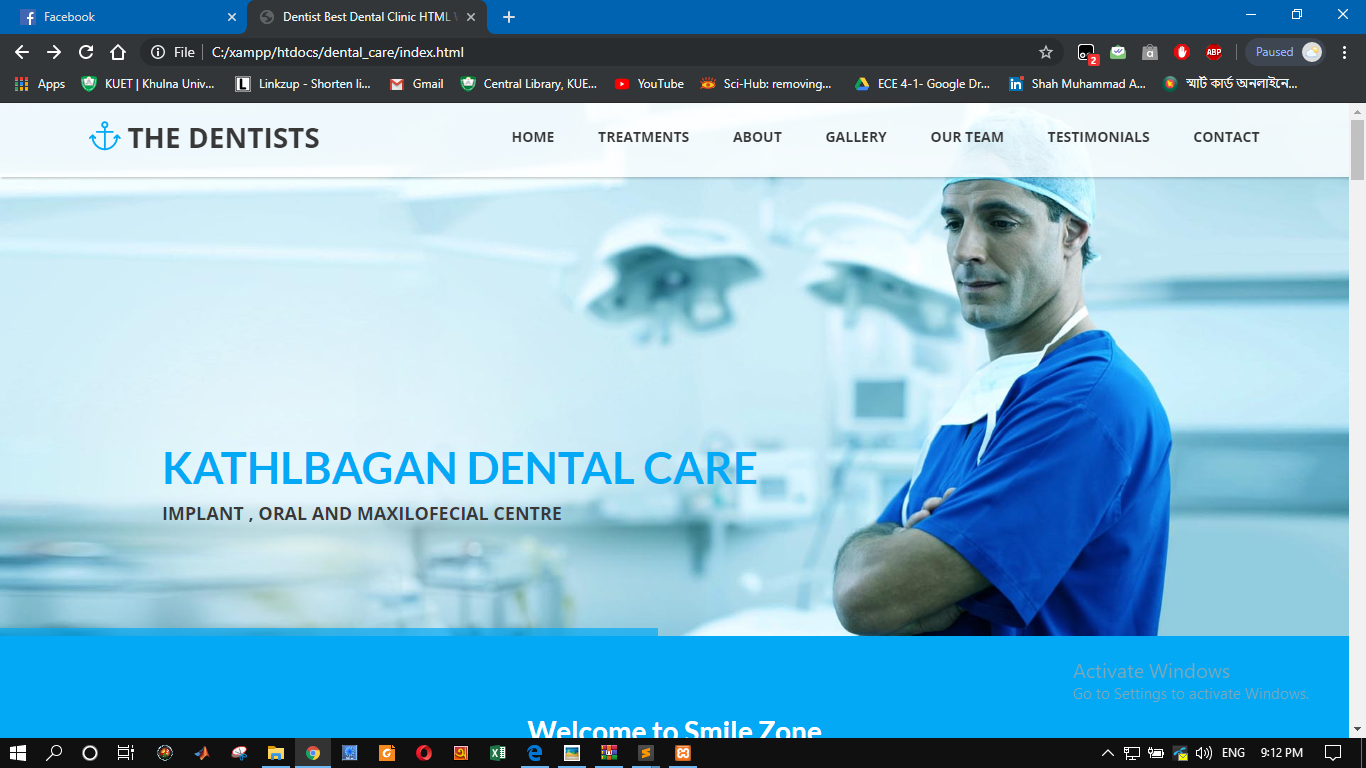 Facebook
Dentist Best Dental Clinic HTML
File
C:/xampp/htdocs/dental_care/index.html
2
ABP
Paused
Apps
KUET | Khulna Univ...
L
Linkzup - Shorten li...
Gmail
Central Library, KUE...
YouTube
Sci-Hub: removing...
ECE 4-1- Google Dr...
in
Shah Muhammad A...
স্মার্ট কার্ড অনলাইনে...
THE DENTISTS
HOME
TREATMENTS
ABOUT
GALLERY
OUR TEAM
TESTIMONIALS
CONTACT
KATHLBAGAN DENTAL CARE
IMPLANT , ORAL AND MAXILOFECIAL CENTRE
Activate Windows
Go to Settings to activate Windows.
Welcome to Smile Zone
ENG
9:12 PM